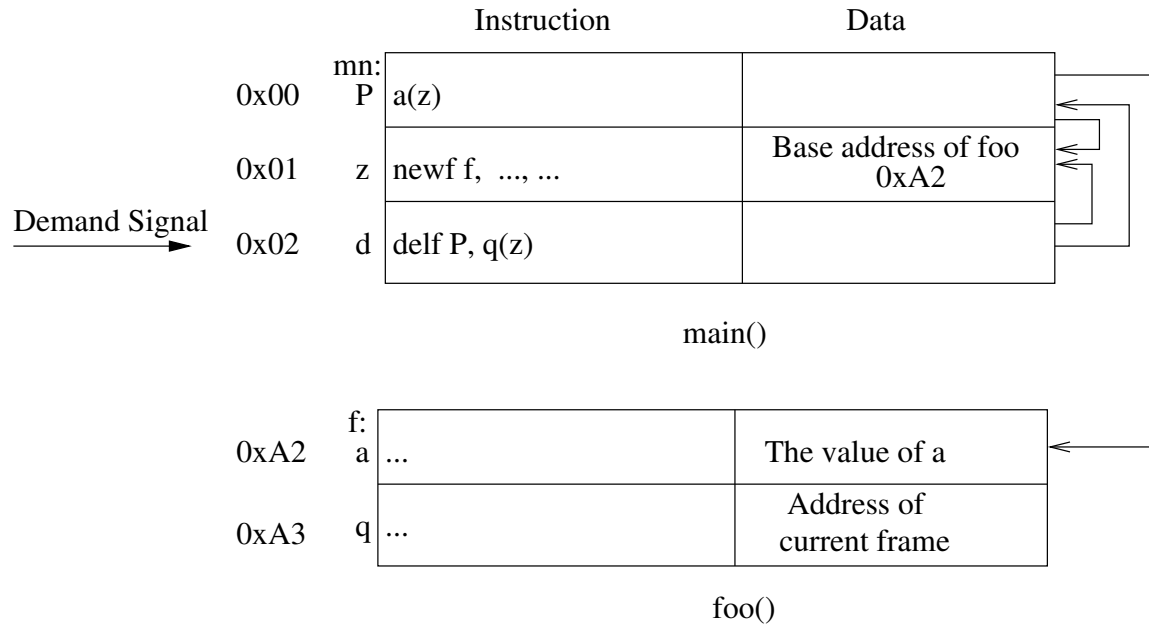 Instruction Data
mn:
0x00 P a(z)
Base address of foo
0x01 z newf f, ..., ...
0xA2
Demand Signal
0x02 d delf P, q(z)
main()
f:
0xA2 a ... The value of a
Address of
0xA3 q ...
current frame
foo()